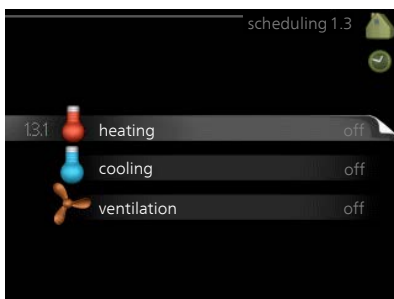 scheduling 1.3
1.3.1 heating off
cooling off
ventilation off